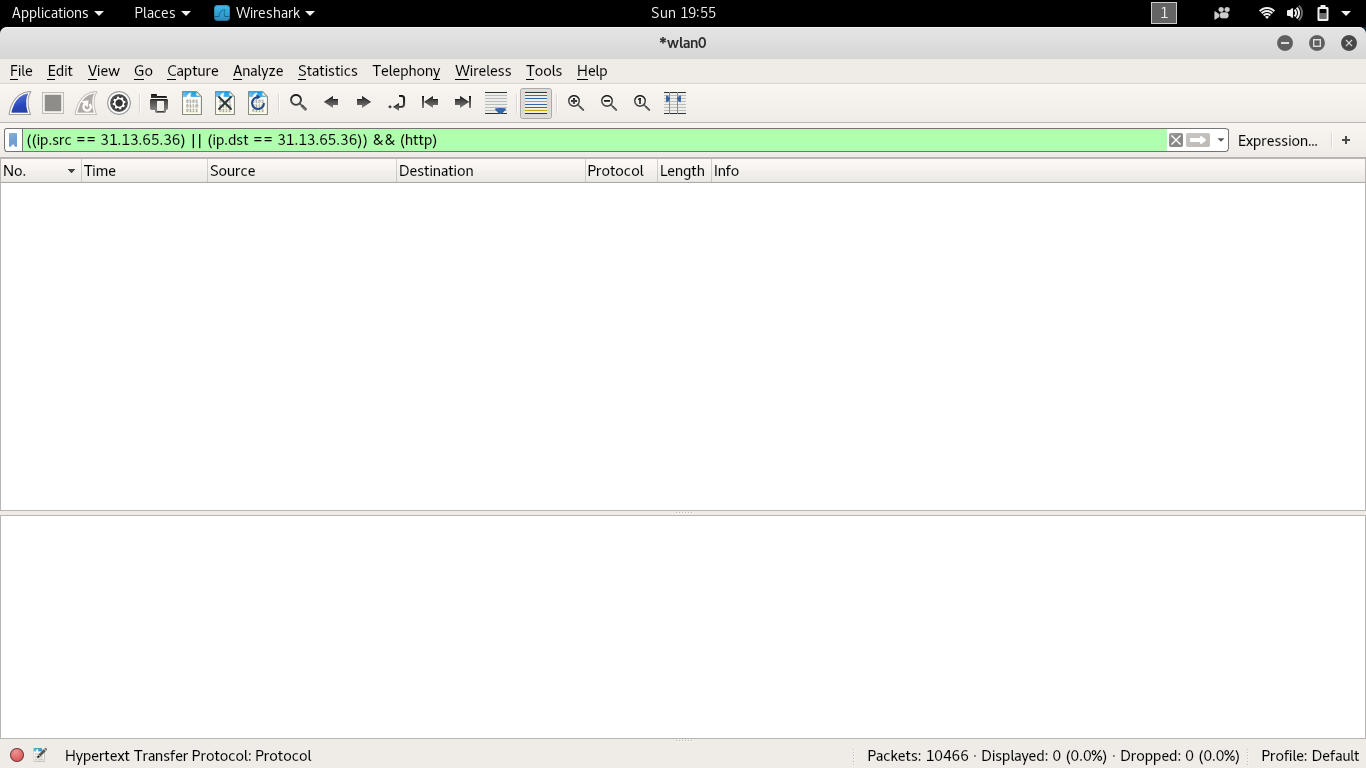 Applications Places Wireshark Sun 19:55 1
*wlan0
File Edit View Go Capture Analyze Statistics Telephony Wireless Tools Help
((ip.src == 31.13.65.36) || (ip.dst == 31.13.65.36)) && (http) Expression... +
No. Time Source Destination Protocol Length Info
Hypertext Transfer Protocol: Protocol Packets: 10466 · Displayed: 0 (0.0%) · Dropped: 0 (0.0%) Profile: Default